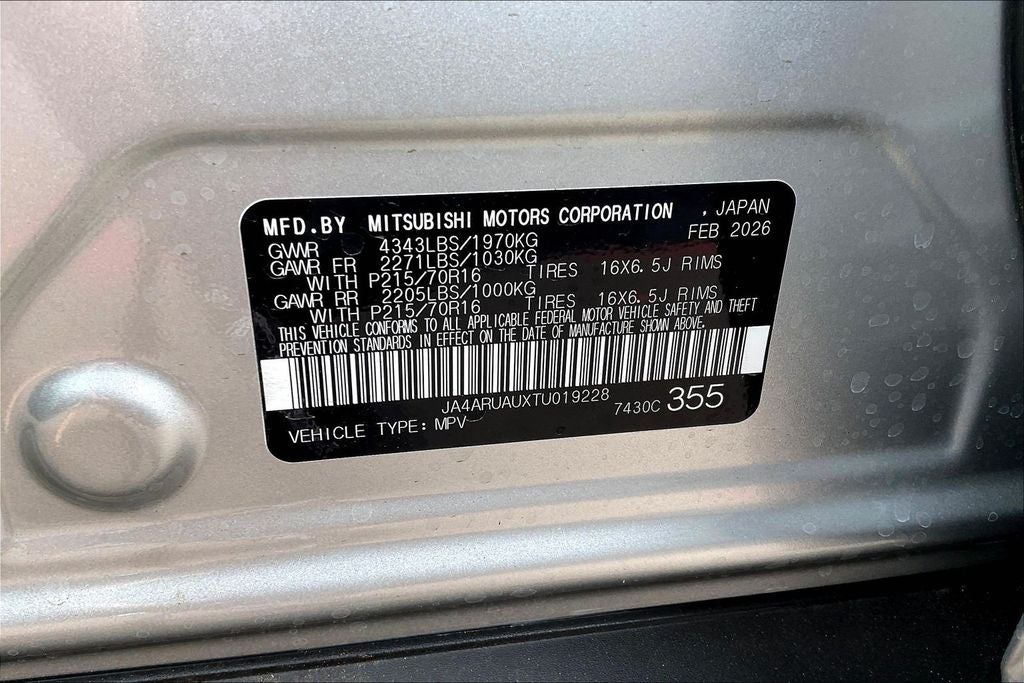 MFD.BY MITSUBISHI MOTORS CORPORATION , JAPAN
FEB 2026
GVWR 4343LBS/1970KG
GAWR FR 2271LBS/1030KG
WITH P215/70R16 TIRES 16X6.5J RIMS
GAWR RR 2205LBS/1000KG
WITH P215/70R16 TIRES 16X6.5J RIMS
THIS VEHICLE CONFORMS TO ALL APPLICABLE FEDERAL MOTOR VEHICLE SAFETY AND THEFT
PREVENTION STANDARDS IN EFFECT ON THE DATE OF MANUFACTURE SHOWN ABOVE.
JA4ARUAUXTU019228
7430C 355
VEHICLE TYPE: MPV